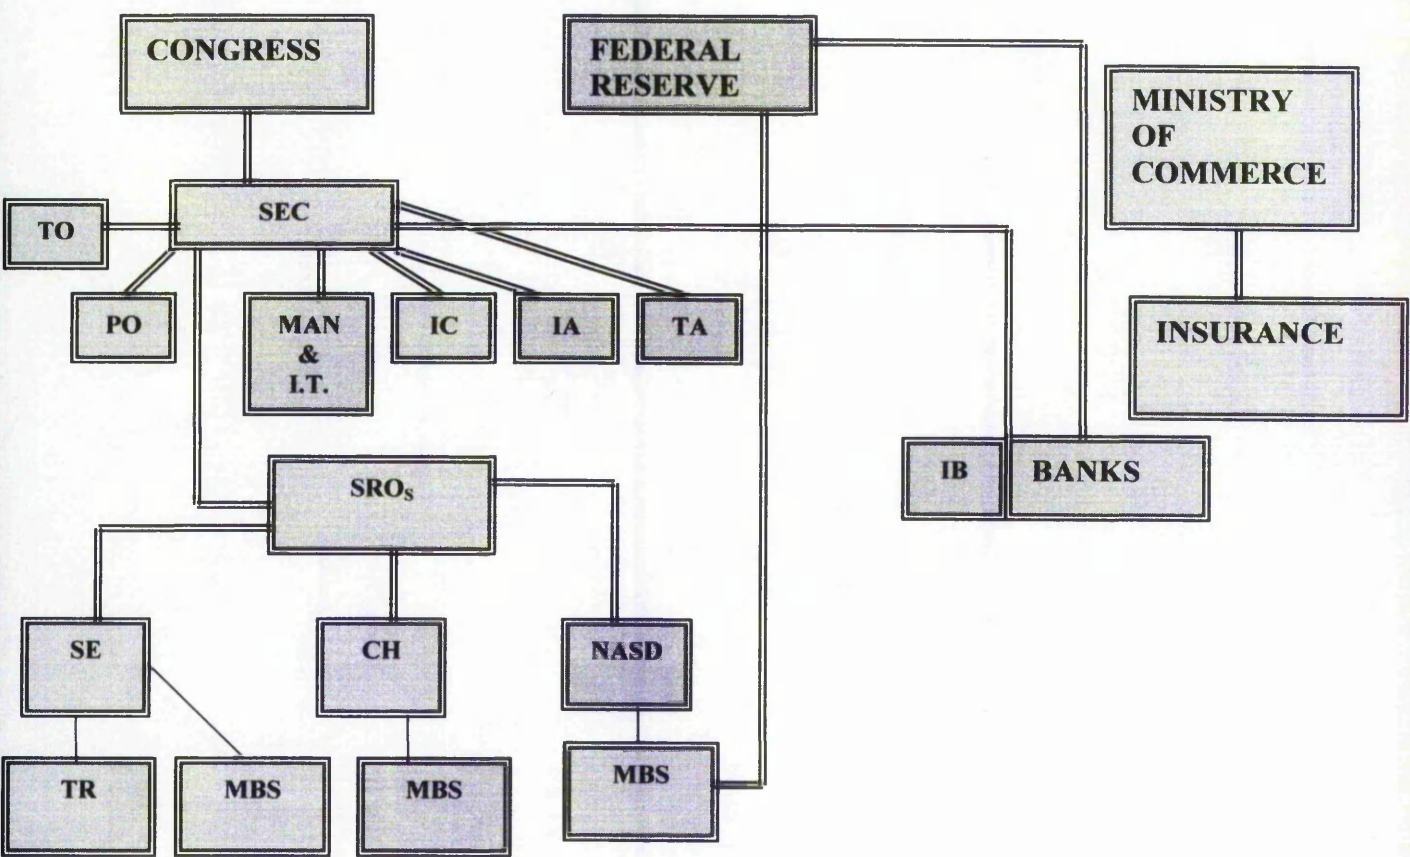 CONGRESS
FEDERAL
RESERVE
MINISTRY
OF
COMMERCE
SEC
TO
PO
MAN
&
I.T.
IC
IA
TA
INSURANCE
IB
BANKS
SROs
SE
CH
NASD
TR
MBS
MBS
MBS